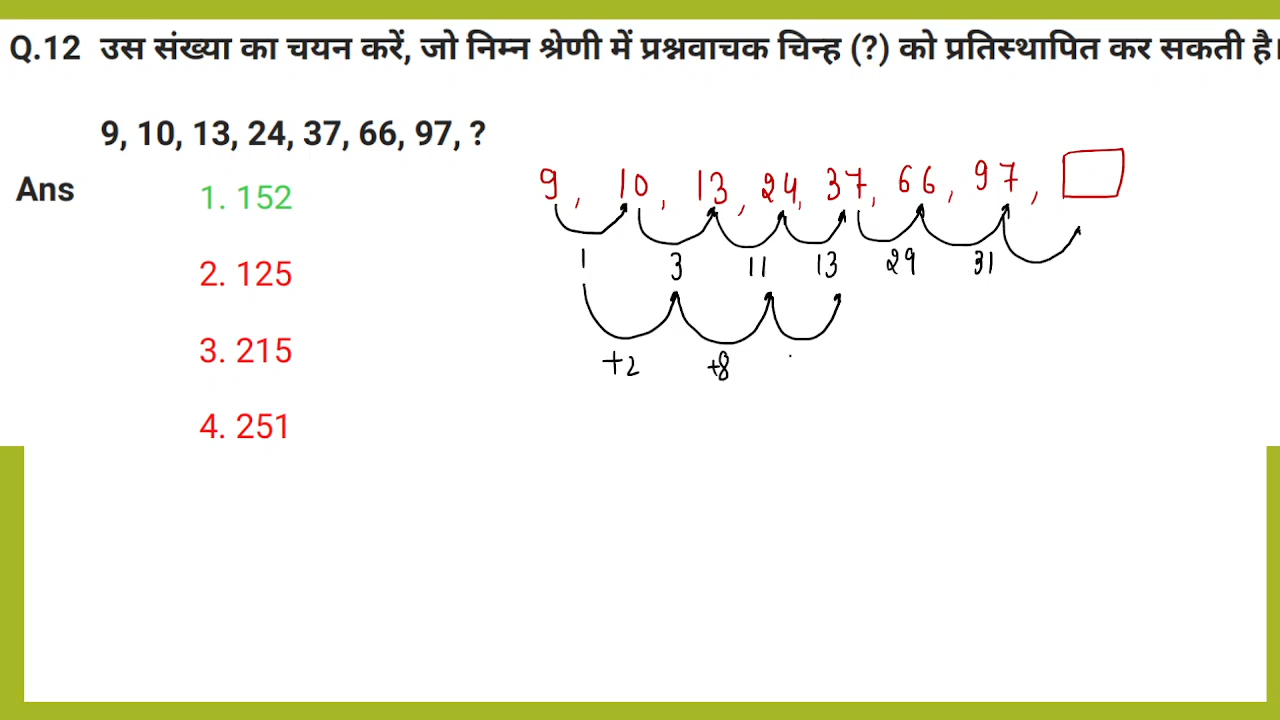 Q.12 उस संख्या का चयन करें, जो निम्न श्रेणी में प्रश्नवाचक चिन्ह (?) को प्रतिस्थापित कर सकती है।
9, 10, 13, 24, 37, 66, 97, ?
Ans
1. 152
2. 125
3. 215
4. 251
9, 10, 13, 24, 37, 66, 97,
1 3 11 13 29 31
+2 +8